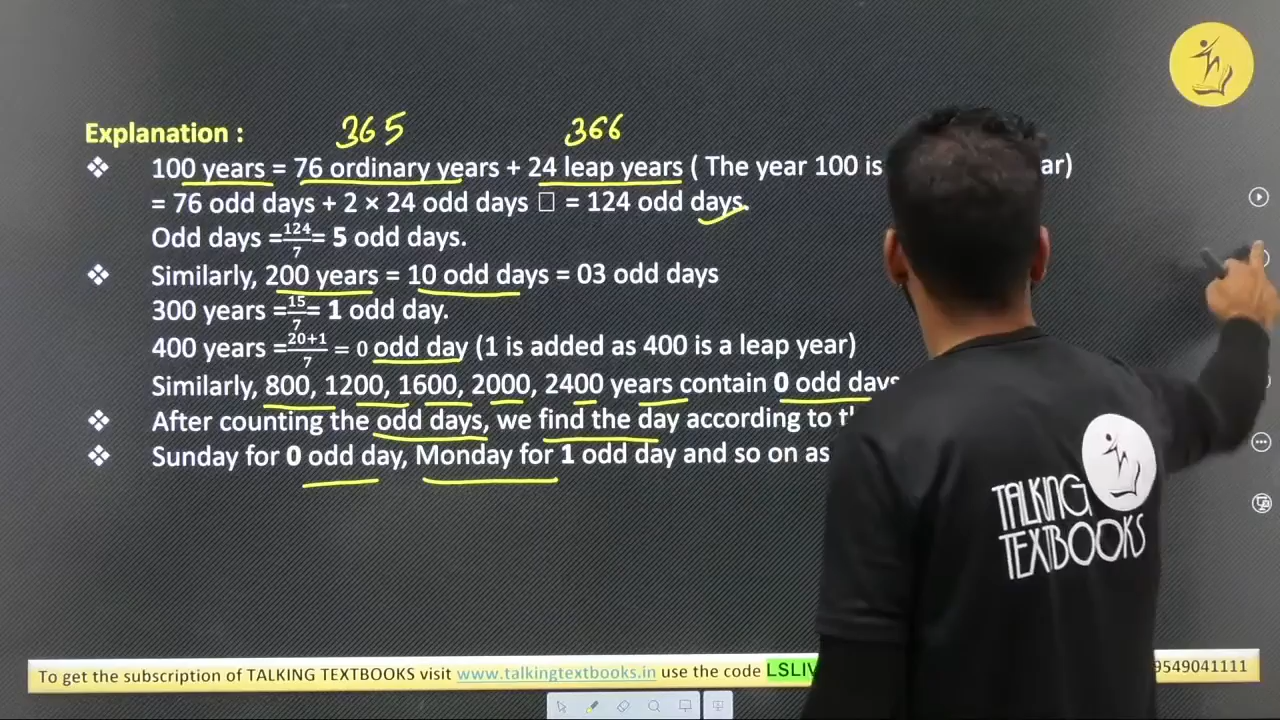 365 366
Explanation :
❖ 100 years = 76 ordinary years + 24 leap years ( The year 100 is ar)
= 76 odd days + 2 × 24 odd days □ = 124 odd days.
Odd days =124/7= 5 odd days.
❖ Similarly, 200 years = 10 odd days = 03 odd days
300 years =15/7= 1 odd day.
400 years =20+1/7 = 0 odd day (1 is added as 400 is a leap year)
Similarly, 800, 1200, 1600, 2000, 2400 years contain 0 odd days
❖ After counting the odd days, we find the day according to
❖ Sunday for 0 odd day, Monday for 1 odd day and so on as
TALKING
TEXTBOOKS
To get the subscription of TALKING TEXTBOOKS visit www.talkingtextbooks.in use the code LSLIV 9549041111